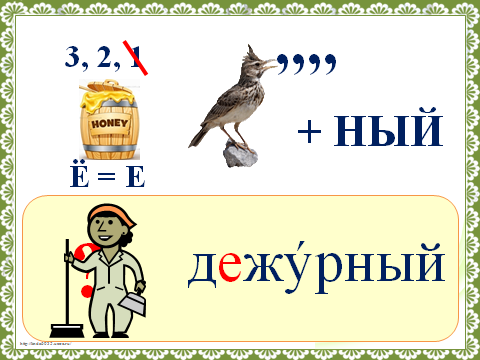 3, 2, 1
,,,,
HONEY
+ НЫЙ
Ё = Е
?
дежу́рный